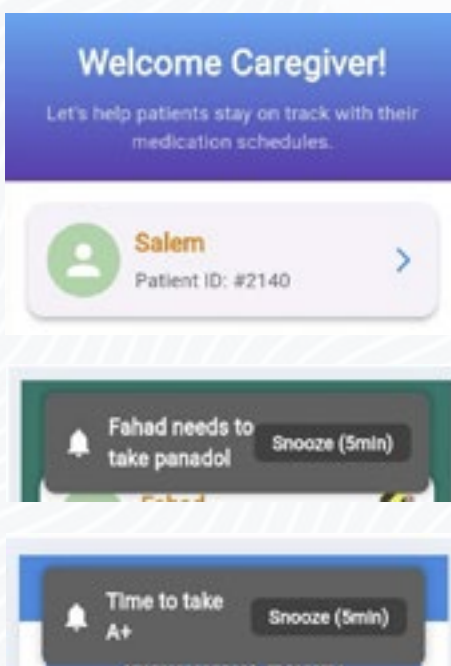 Welcome Caregiver!
Let's help patients stay on track with their
medication schedules.
Salem
Patient ID: #2140
Fahad needs to
take panadol
Snooze (5min)
Fahad
Time to take
A+
Snooze (5min)